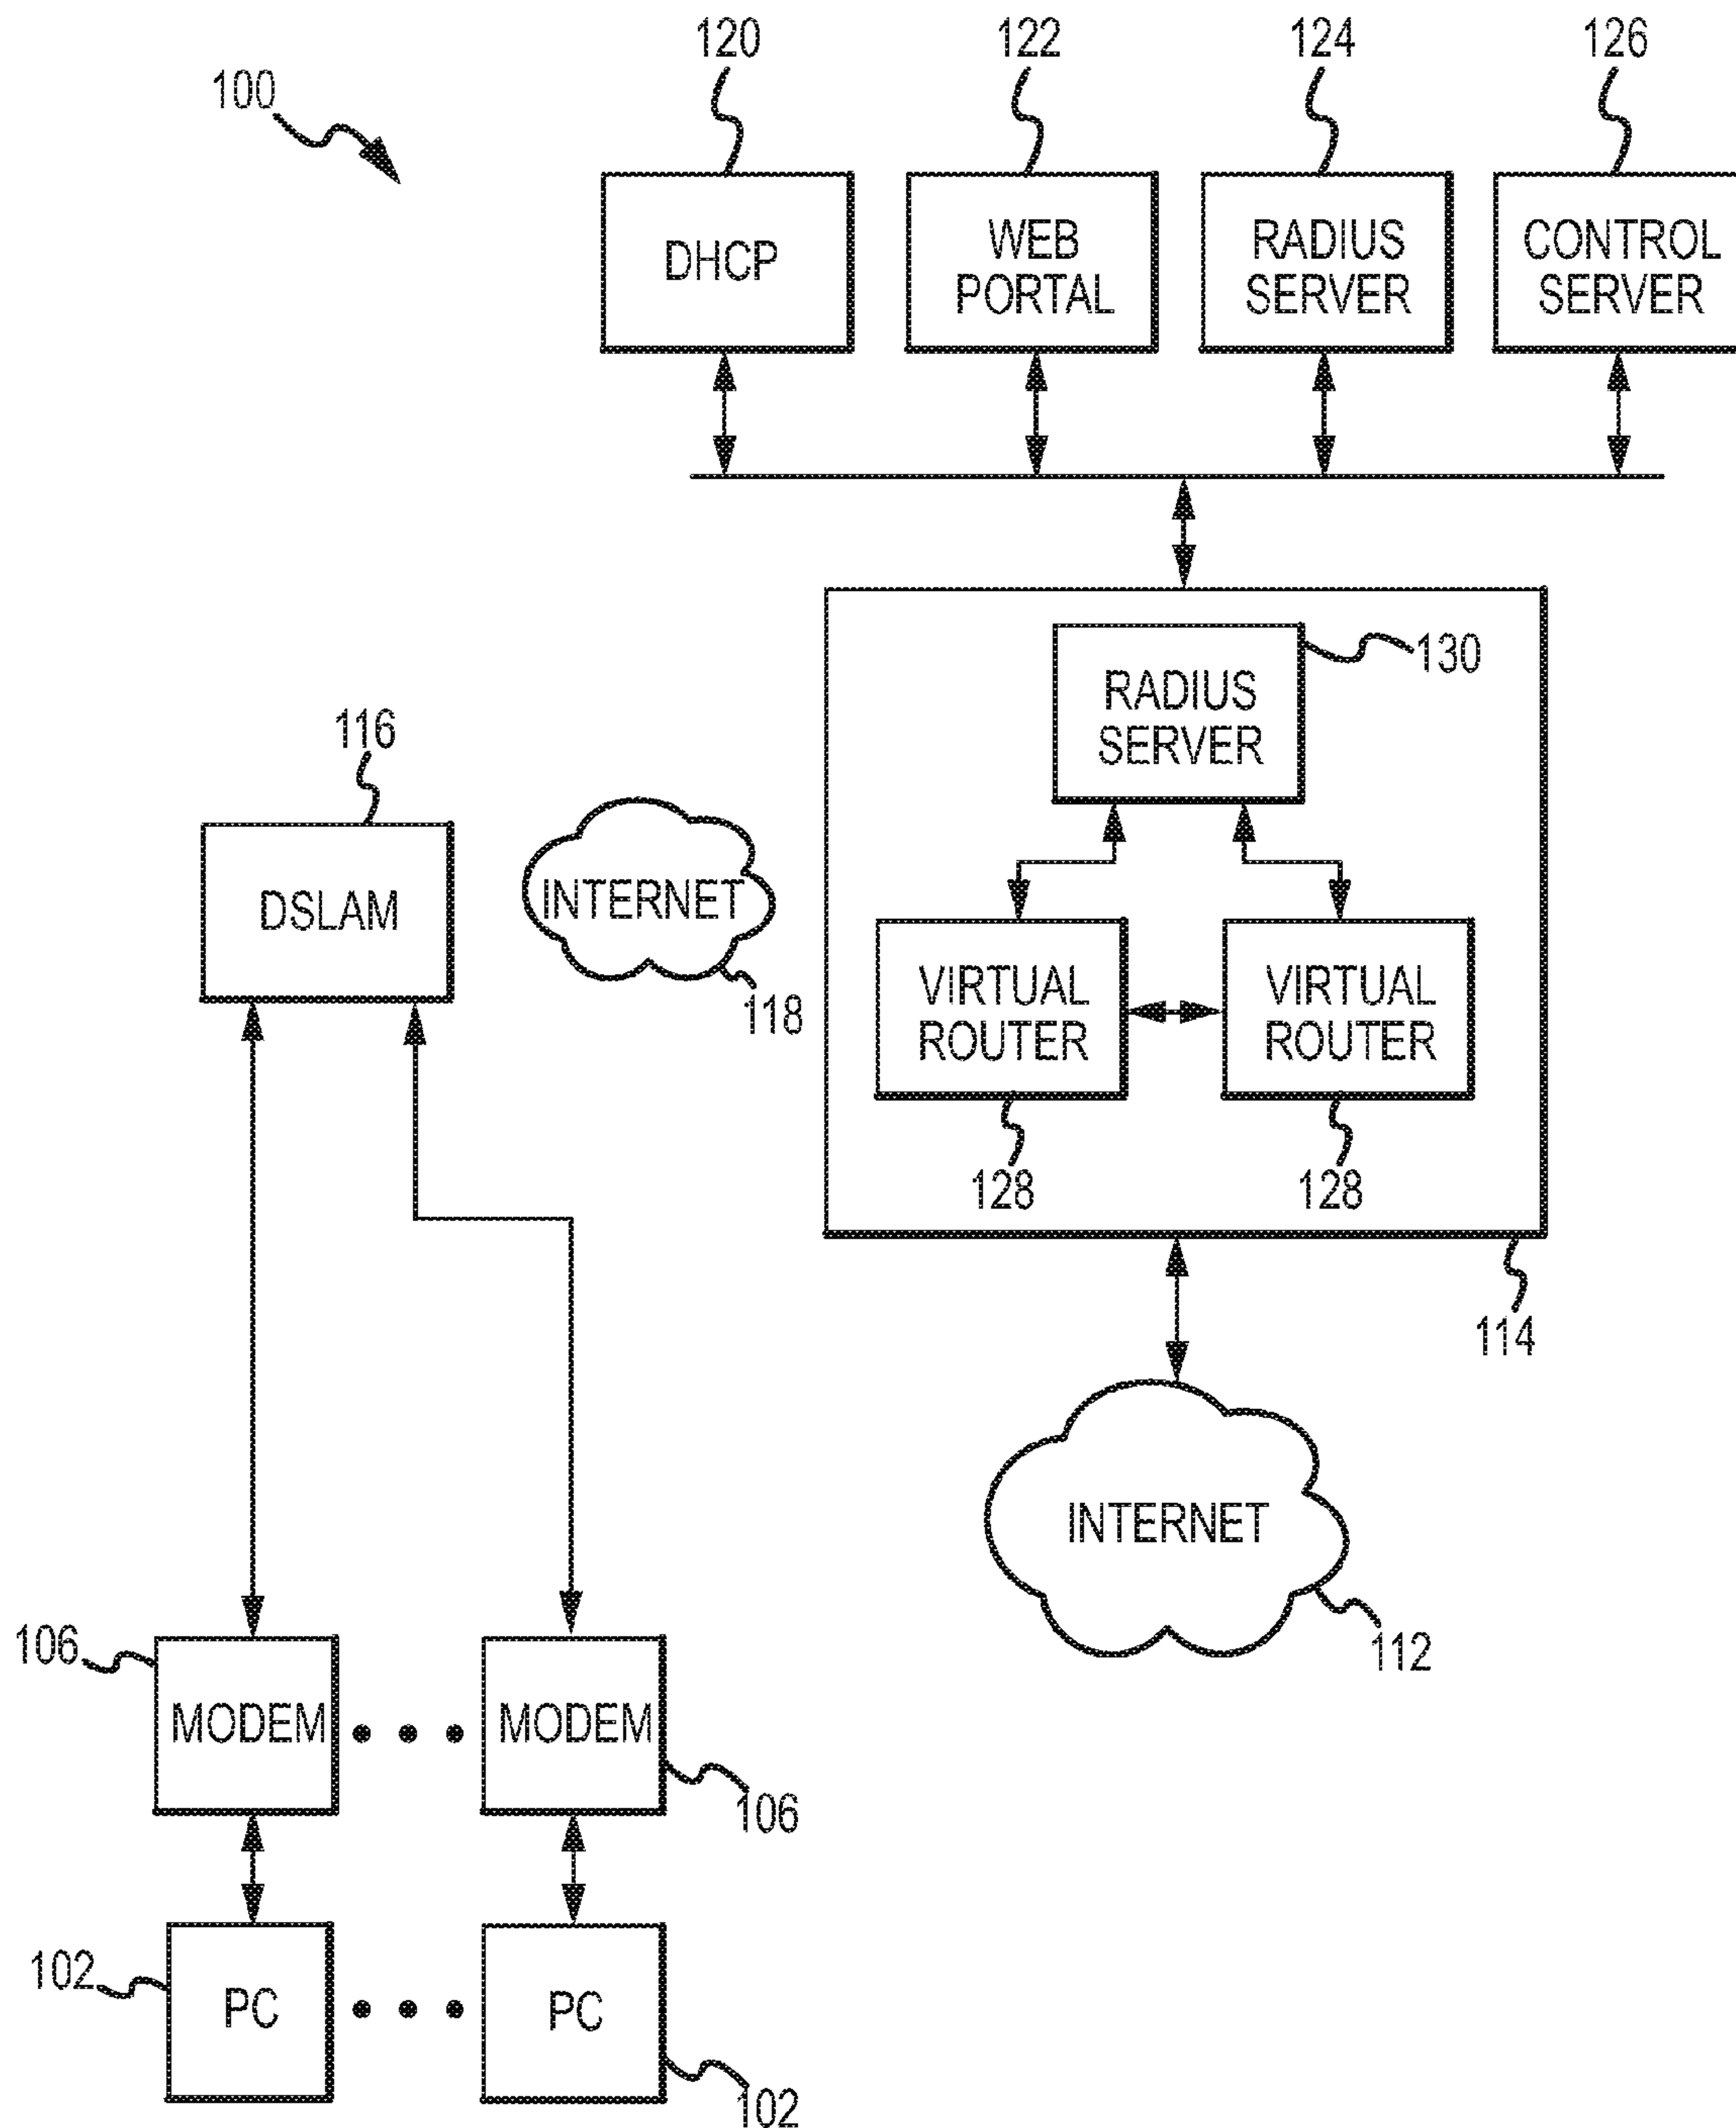 120
122
124
126
100
DHCP
WEB
PORTAL
RADIUS
SERVER
CONTROL
SERVER
130
RADIUS
SERVER
116
DSLAM
INTERNET
118
VIRTUAL
ROUTER
VIRTUAL
ROUTER
128
128
114
INTERNET
112
106
MODEM
MODEM
106
102
PC
PC
102